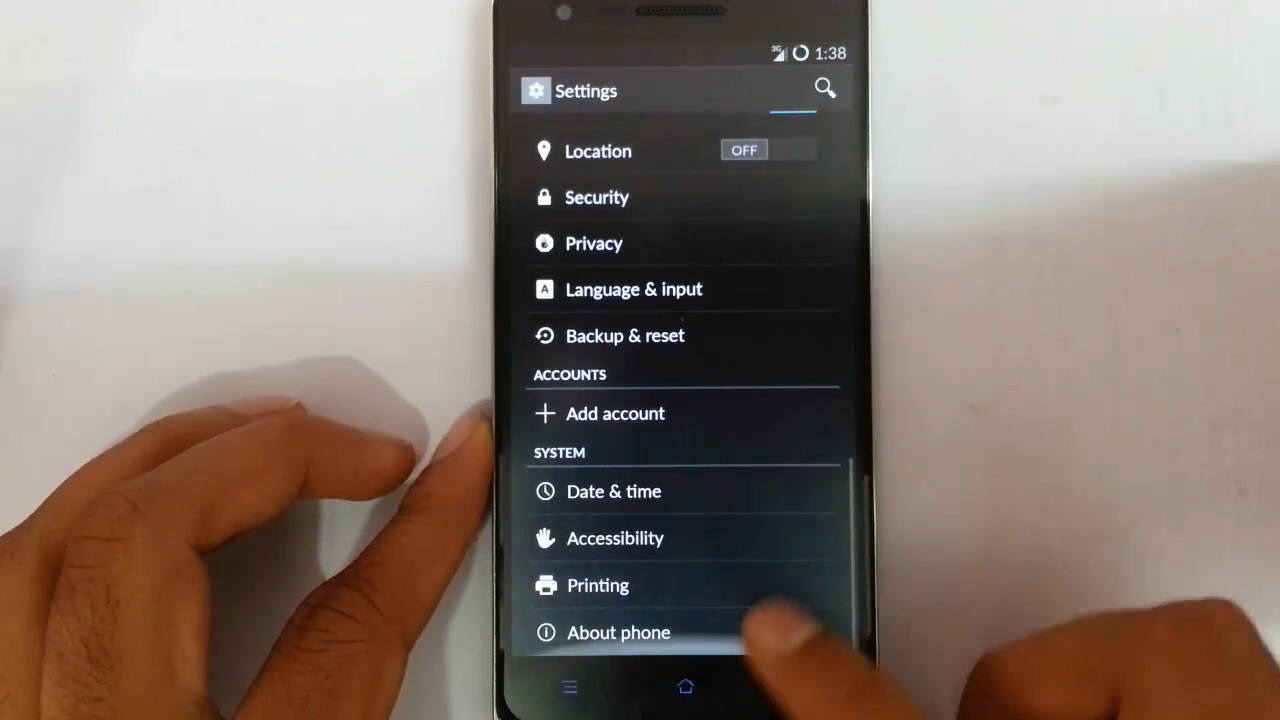 3G 1:38
Settings
Location OFF
Security
Privacy
A Language & input
Backup & reset
ACCOUNTS
Add account
SYSTEM
Date & time
Accessibility
Printing
About phone